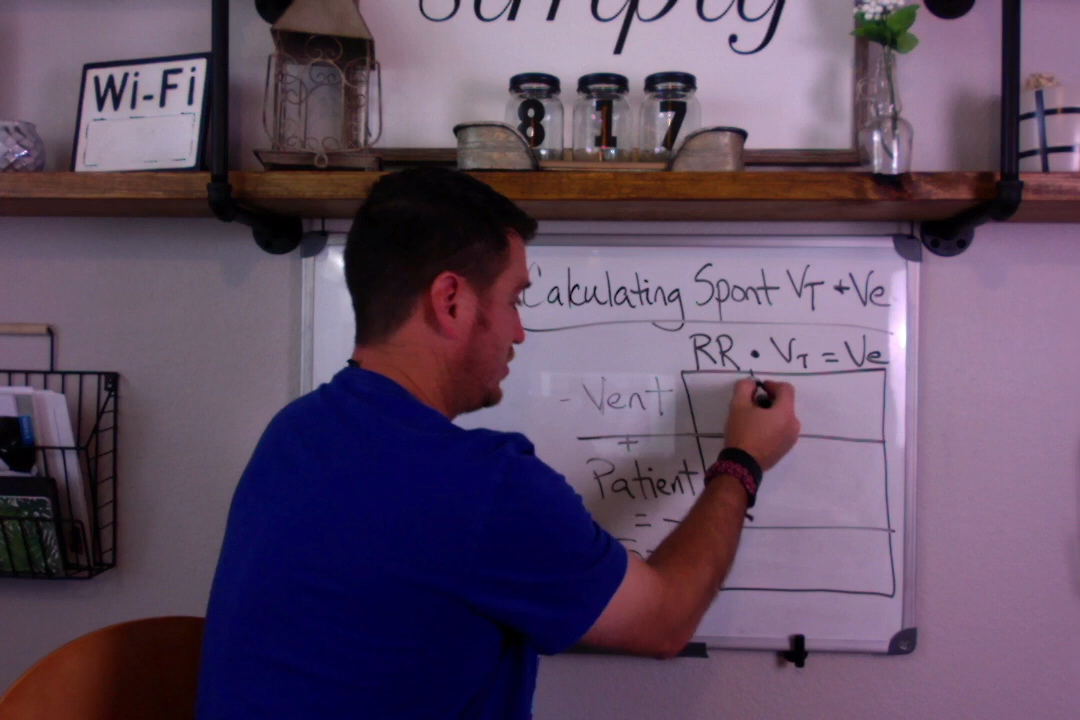 simply
Wi-Fi
8 1 7
Calculating Spont VT + Ve
RR • VT = Ve
- Vent
+
Patient
=